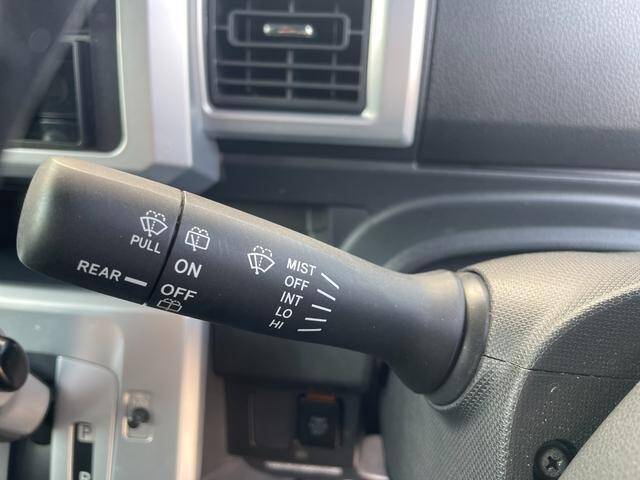 PULL
REAR
ON
OFF
MIST
OFF
INT
LO
HI
P